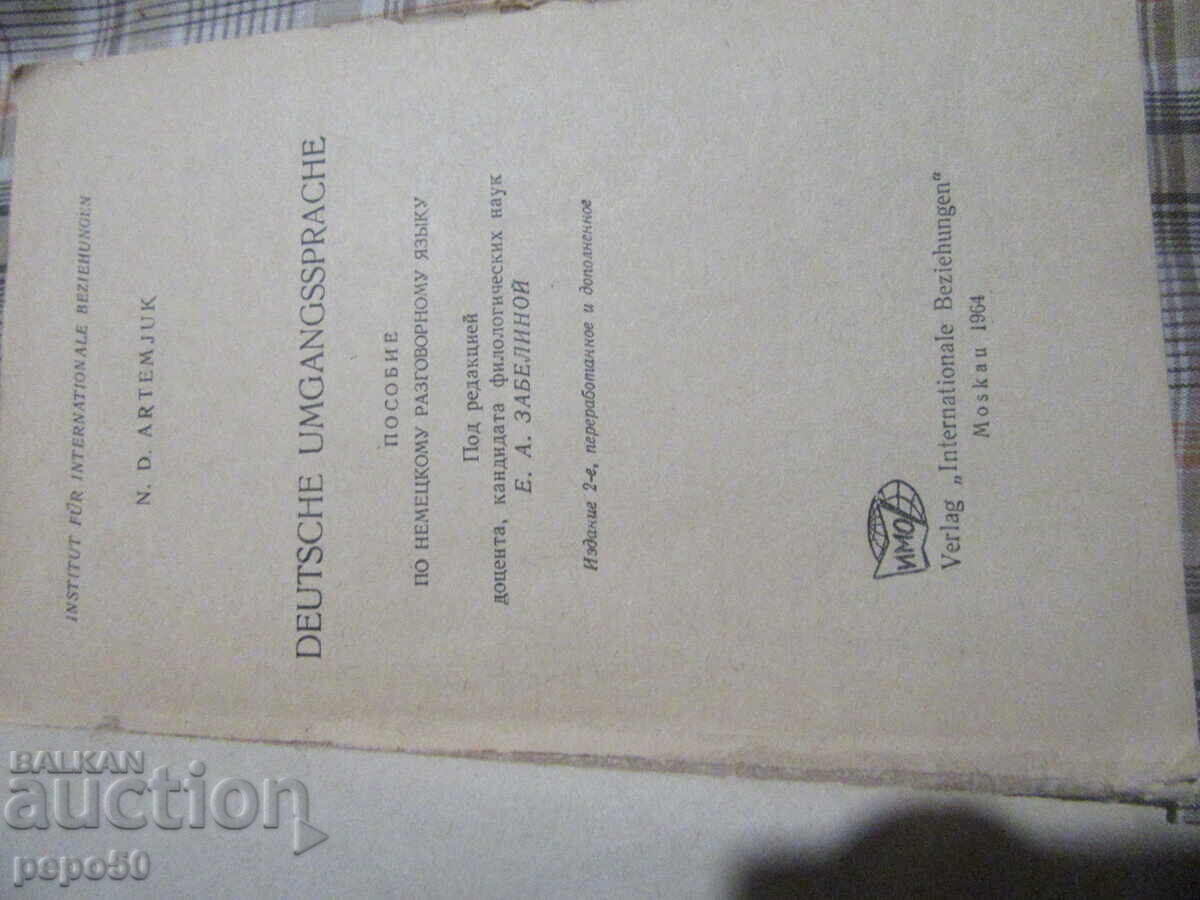 INSTITUT FÜR INTERNATIONALE BEZIEHUNGEN
N. D. ARTEMJUK
DEUTSCHE UMGANGSSPRACHE
ПОСОБИЕ
ПО НЕМЕЦКОМУ РАЗГОВОРНОМУ ЯЗЫКУ
Под редакцией
доцента, кандидата филологических наук
Е. А. ЗАБЕЛИНОЙ
Издание 2-е, переработанное и дополненное
ИМО
Verlag „Internationale Beziehungen“
Moskau 1964
BALKAN
auction
pepo50